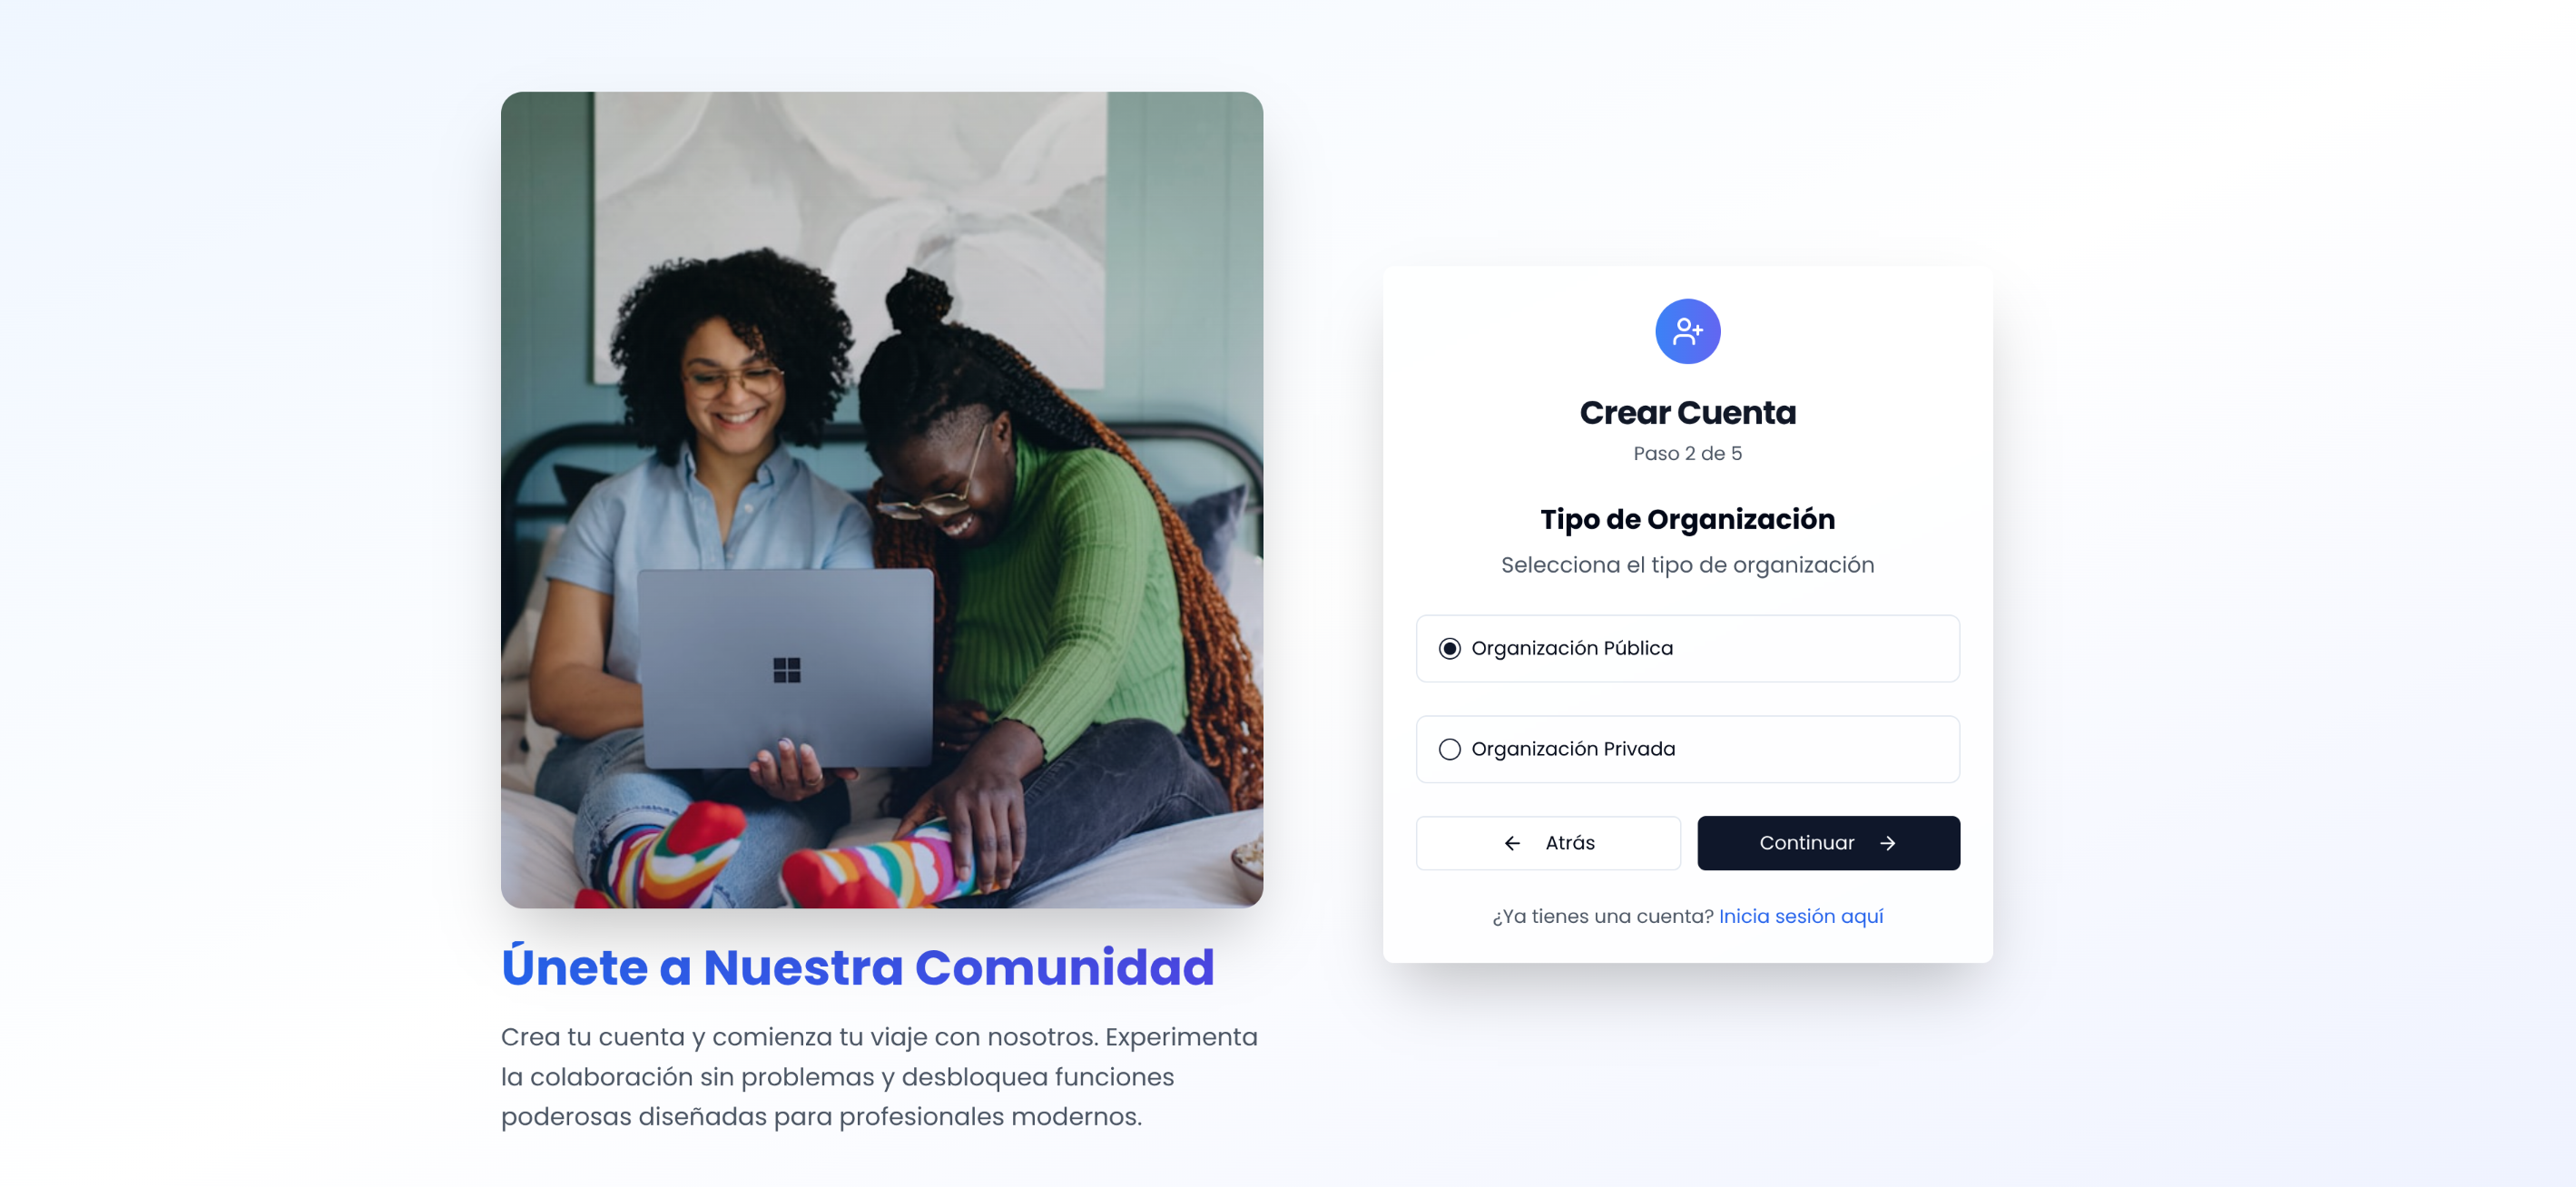 Únete a Nuestra Comunidad
Crea tu cuenta y comienza tu viaje con nosotros. Experimenta
la colaboración sin problemas y desbloquea funciones
poderosas diseñadas para profesionales modernos.
Crear Cuenta
Paso 2 de 5
Tipo de Organización
Selecciona el tipo de organización
Organización Pública
Organización Privada
Atrás
Continuar
¿Ya tienes una cuenta? Inicia sesión aquí